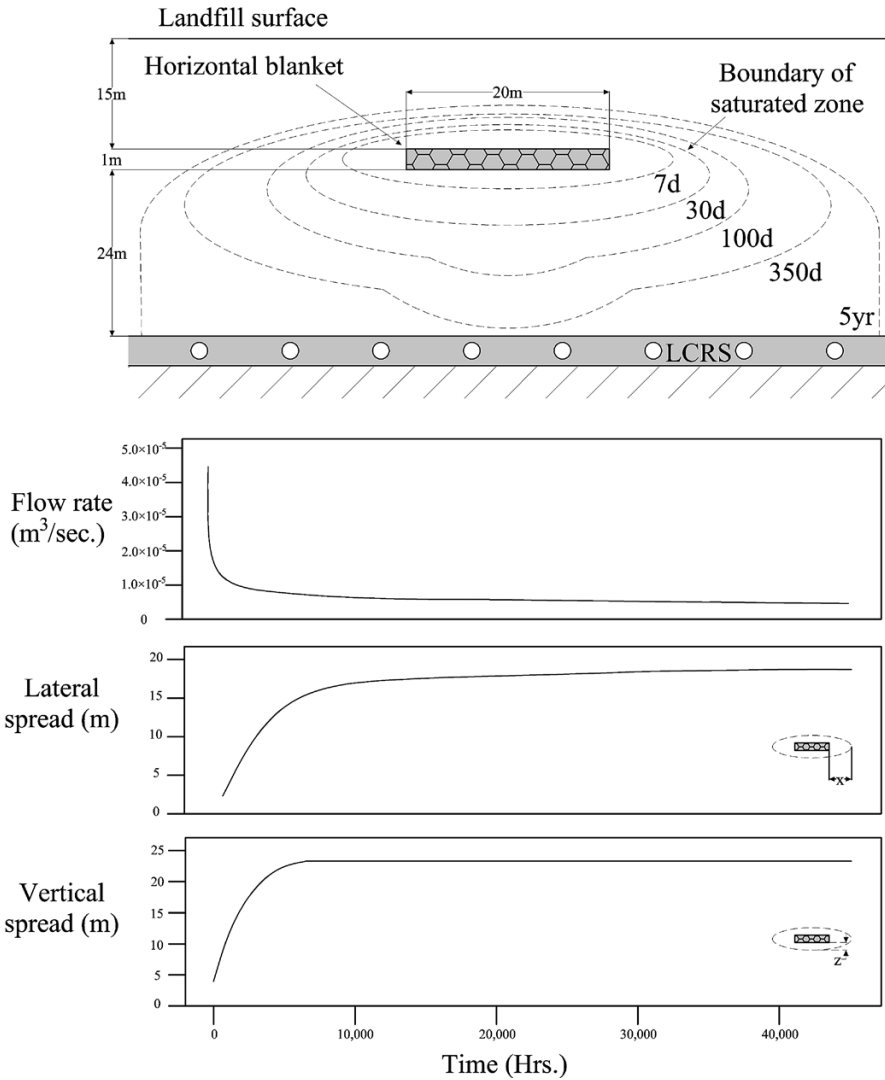 Landfill surface
Horizontal blanket
Boundary of
saturated zone
15m
20m
1m
24m
7d
30d
100d
350d
5yr
LCRS
Flow rate
(m³/sec.)
5.0×10⁻⁵
4.0×10⁻⁵
3.0×10⁻⁵
2.0×10⁻⁵
1.0×10⁻⁵
0
Lateral
spread (m)
20
15
10
5
0
x
Vertical
spread (m)
25
20
15
10
5
0
z
0
10,000
20,000
30,000
40,000
Time (Hrs.)